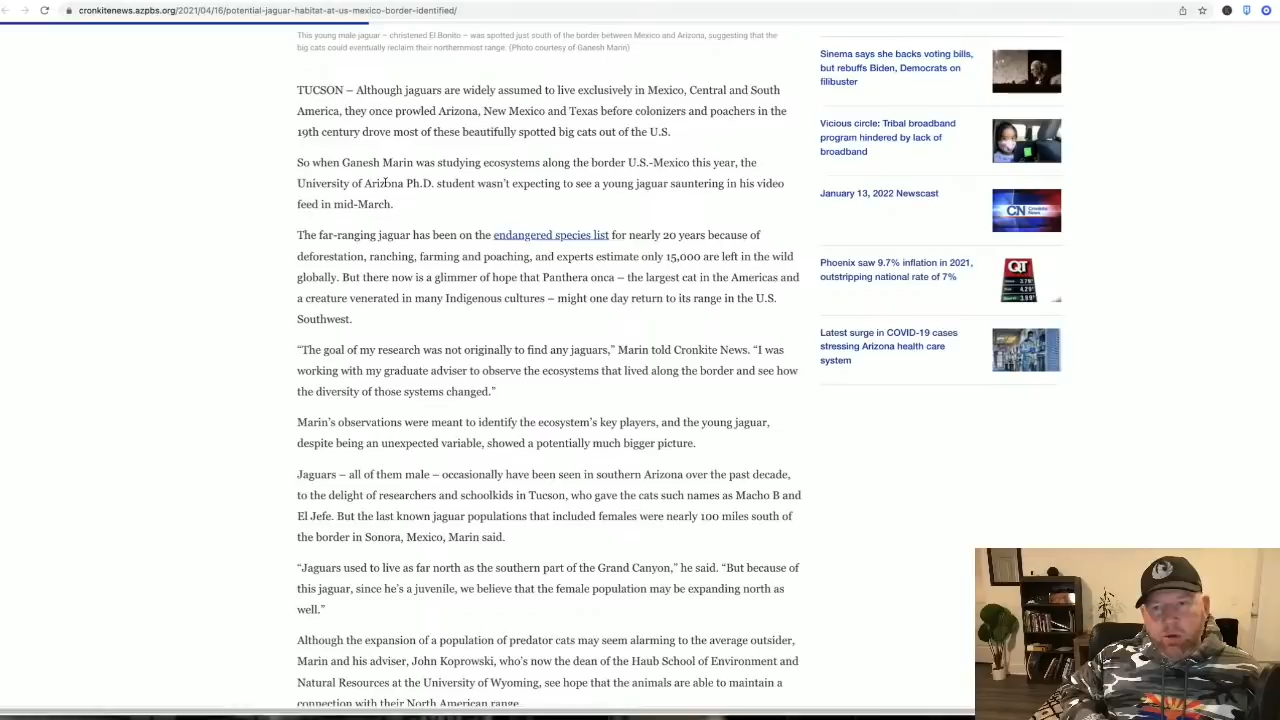 cronkitenews.azpbs.org/2021/04/16/potential-jaguar-habitat-at-us-mexico-border-identified/
This young male jaguar – christened El Bonito – was spotted just south of the border between Mexico and Arizona, suggesting that the
big cats could eventually reclaim their northernmost range. (Photo courtesy of Ganesh Marin)
TUCSON – Although jaguars are widely assumed to live exclusively in Mexico, Central and South
America, they once prowled Arizona, New Mexico and Texas before colonizers and poachers in the
19th century drove most of these beautifully spotted big cats out of the U.S.
So when Ganesh Marin was studying ecosystems along the border U.S.-Mexico this year, the
University of Arizona Ph.D. student wasn’t expecting to see a young jaguar sauntering in his video
feed in mid-March.
The far-ranging jaguar has been on the endangered species list for nearly 20 years because of
deforestation, ranching, farming and poaching, and experts estimate only 15,000 are left in the wild
globally. But there now is a glimmer of hope that Panthera onca – the largest cat in the Americas and
a creature venerated in many Indigenous cultures – might one day return to its range in the U.S.
Southwest.
“The goal of my research was not originally to find any jaguars,” Marin told Cronkite News. “I was
working with my graduate adviser to observe the ecosystems that lived along the border and see how
the diversity of those systems changed.”
Marin’s observations were meant to identify the ecosystem’s key players, and the young jaguar,
despite being an unexpected variable, showed a potentially much bigger picture.
Jaguars – all of them male – occasionally have been seen in southern Arizona over the past decade,
to the delight of researchers and schoolkids in Tucson, who gave the cats such names as Macho B and
El Jefe. But the last known jaguar populations that included females were nearly 100 miles south of
the border in Sonora, Mexico, Marin said.
“Jaguars used to live as far north as the southern part of the Grand Canyon,” he said. “But because of
this jaguar, since he’s a juvenile, we believe that the female population may be expanding north as
well.”
Although the expansion of a population of predator cats may seem alarming to the average outsider,
Marin and his adviser, John Koprowski, who’s now the dean of the Haub School of Environment and
Natural Resources at the University of Wyoming, see hope that the animals are able to maintain a
connection with their North American range.
Sinema says she backs voting bills,
but rebuffs Biden, Democrats on
filibuster
Vicious circle: Tribal broadband
program hindered by lack of
broadband
January 13, 2022 Newscast
CN Cronkite
News
Phoenix saw 9.7% inflation in 2021,
outstripping national rate of 7%
QT
Latest surge in COVID-19 cases
stressing Arizona health care
system